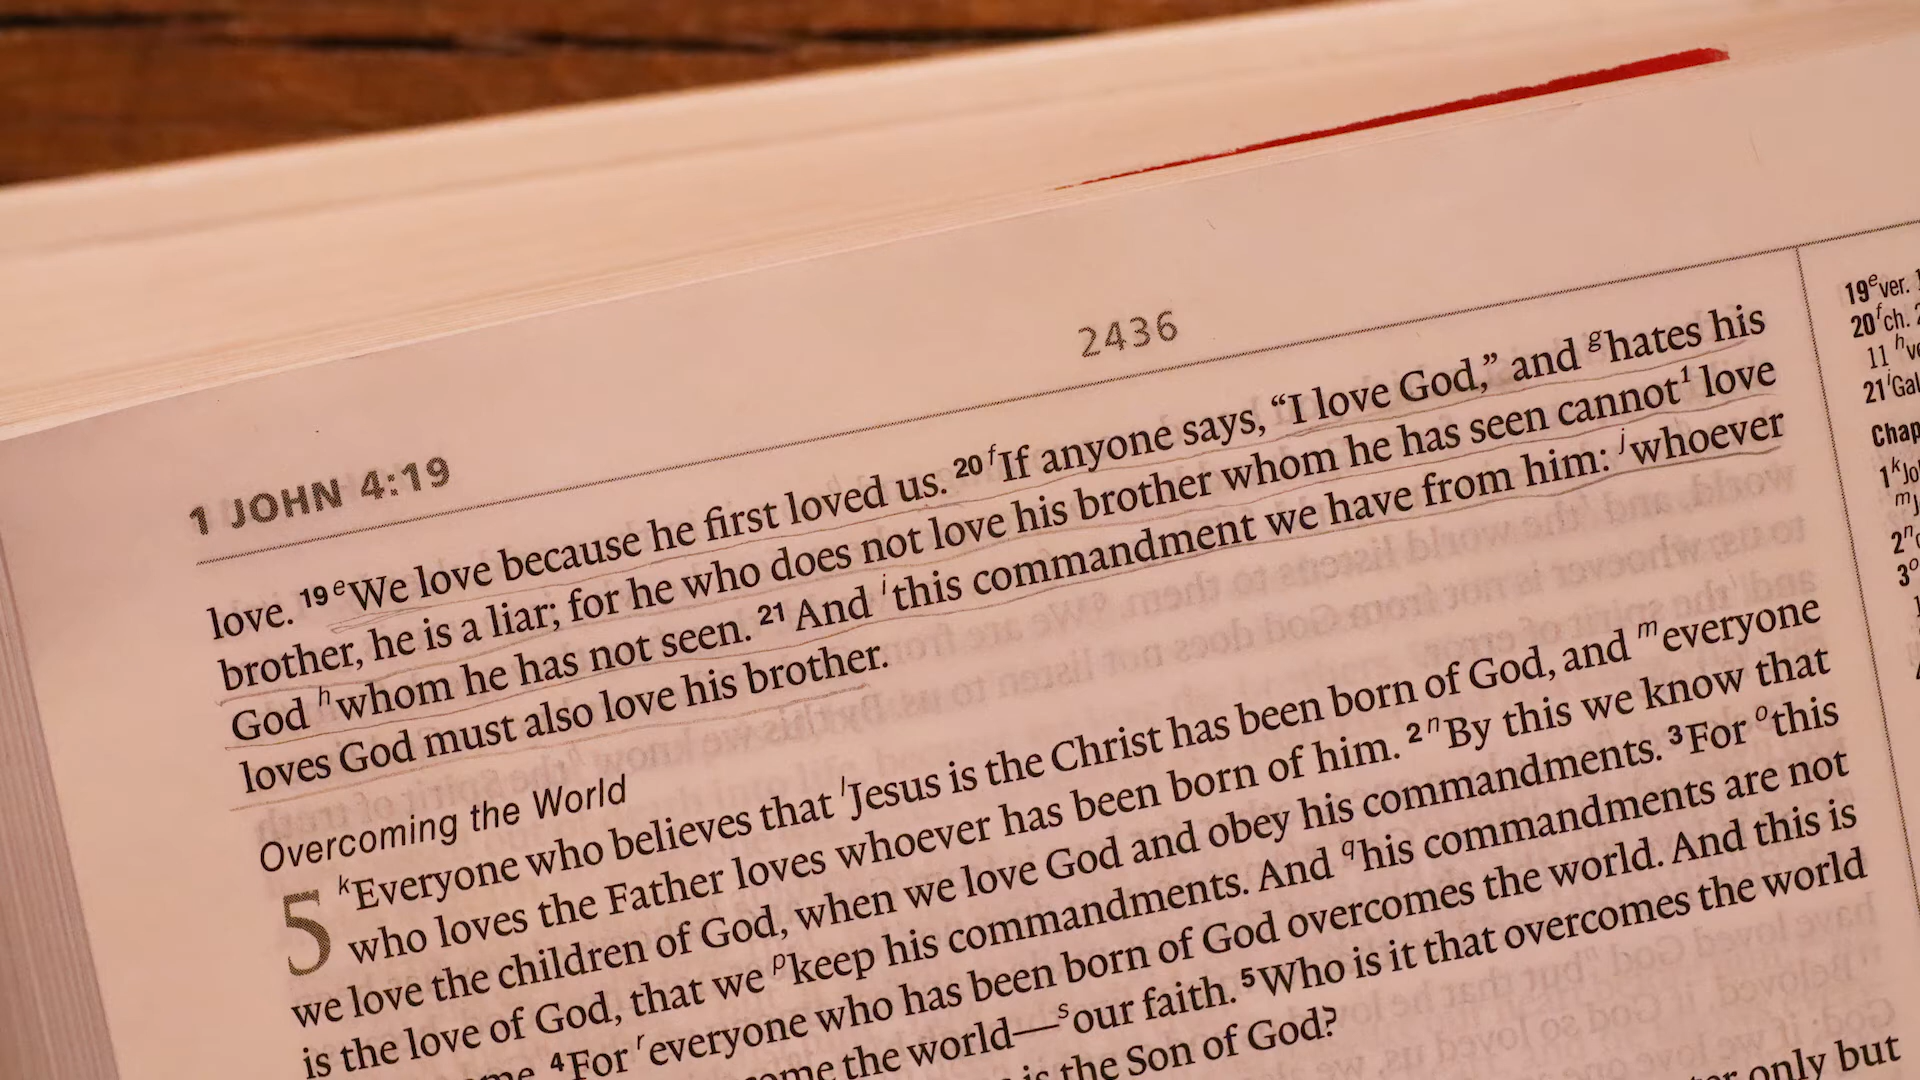 1 JOHN 4:19
2436
love. 19 e We love because he first loved us. 20 f If anyone says, “I love God,” and g hates his
brother, he is a liar; for he who does not love his brother whom he has seen cannot1 love
God h whom he has not seen. 21 And i this commandment we have from him: j whoever
loves God must also love his brother.
Overcoming the World
5 k Everyone who believes that l Jesus is the Christ has been born of God, and m everyone
who loves the Father loves whoever has been born of him. 2 n By this we know that
we love the children of God, when we love God and obey his commandments. 3 For o this
is the love of God, that we p keep his commandments. And q his commandments are not
4 For r everyone who has been born of God overcomes the world. And this is
the world—s our faith. 5 Who is it that overcomes the world
is the Son of God?
only but
19 e ver.
20 f ch.
11 h
21 i Gal
Chap
1 k
m
2 n
3 o